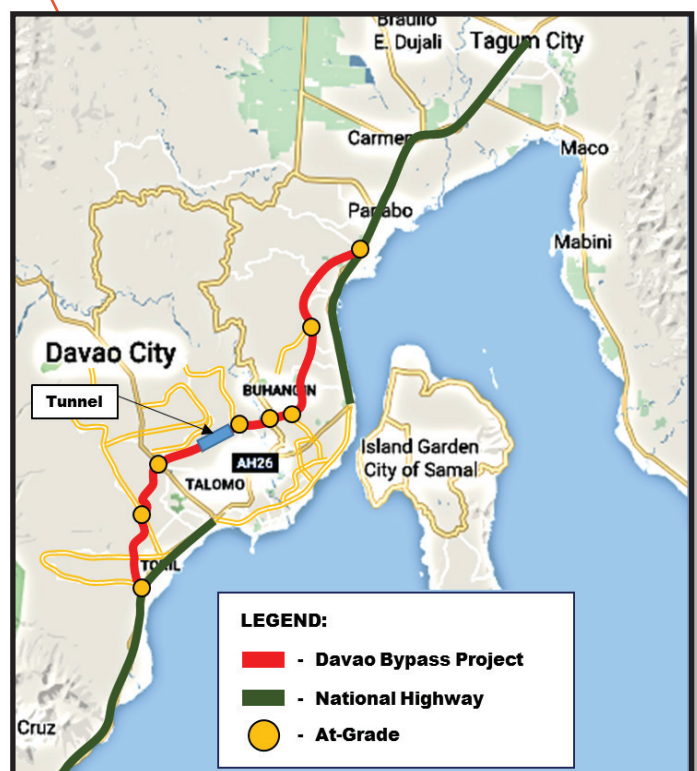 Braulio
E. Dujali
Tagum City
Carmen
Maco
Panabo
Mabini
Davao City
Tunnel
BUHANGIN
Island Garden
City of Samal
AH26
TALOMO
TORIL
LEGEND:
- Davao Bypass Project
- National Highway
- At-Grade
Cruz